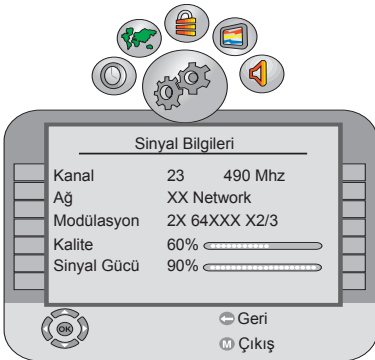 Sinyal Bilgileri
Kanal 23 490 Mhz
Ağ XX Network
Modülasyon 2X 64XXX X2/3
Kalite 60%
Sinyal Gücü 90%
OK
Geri
M Çıkış